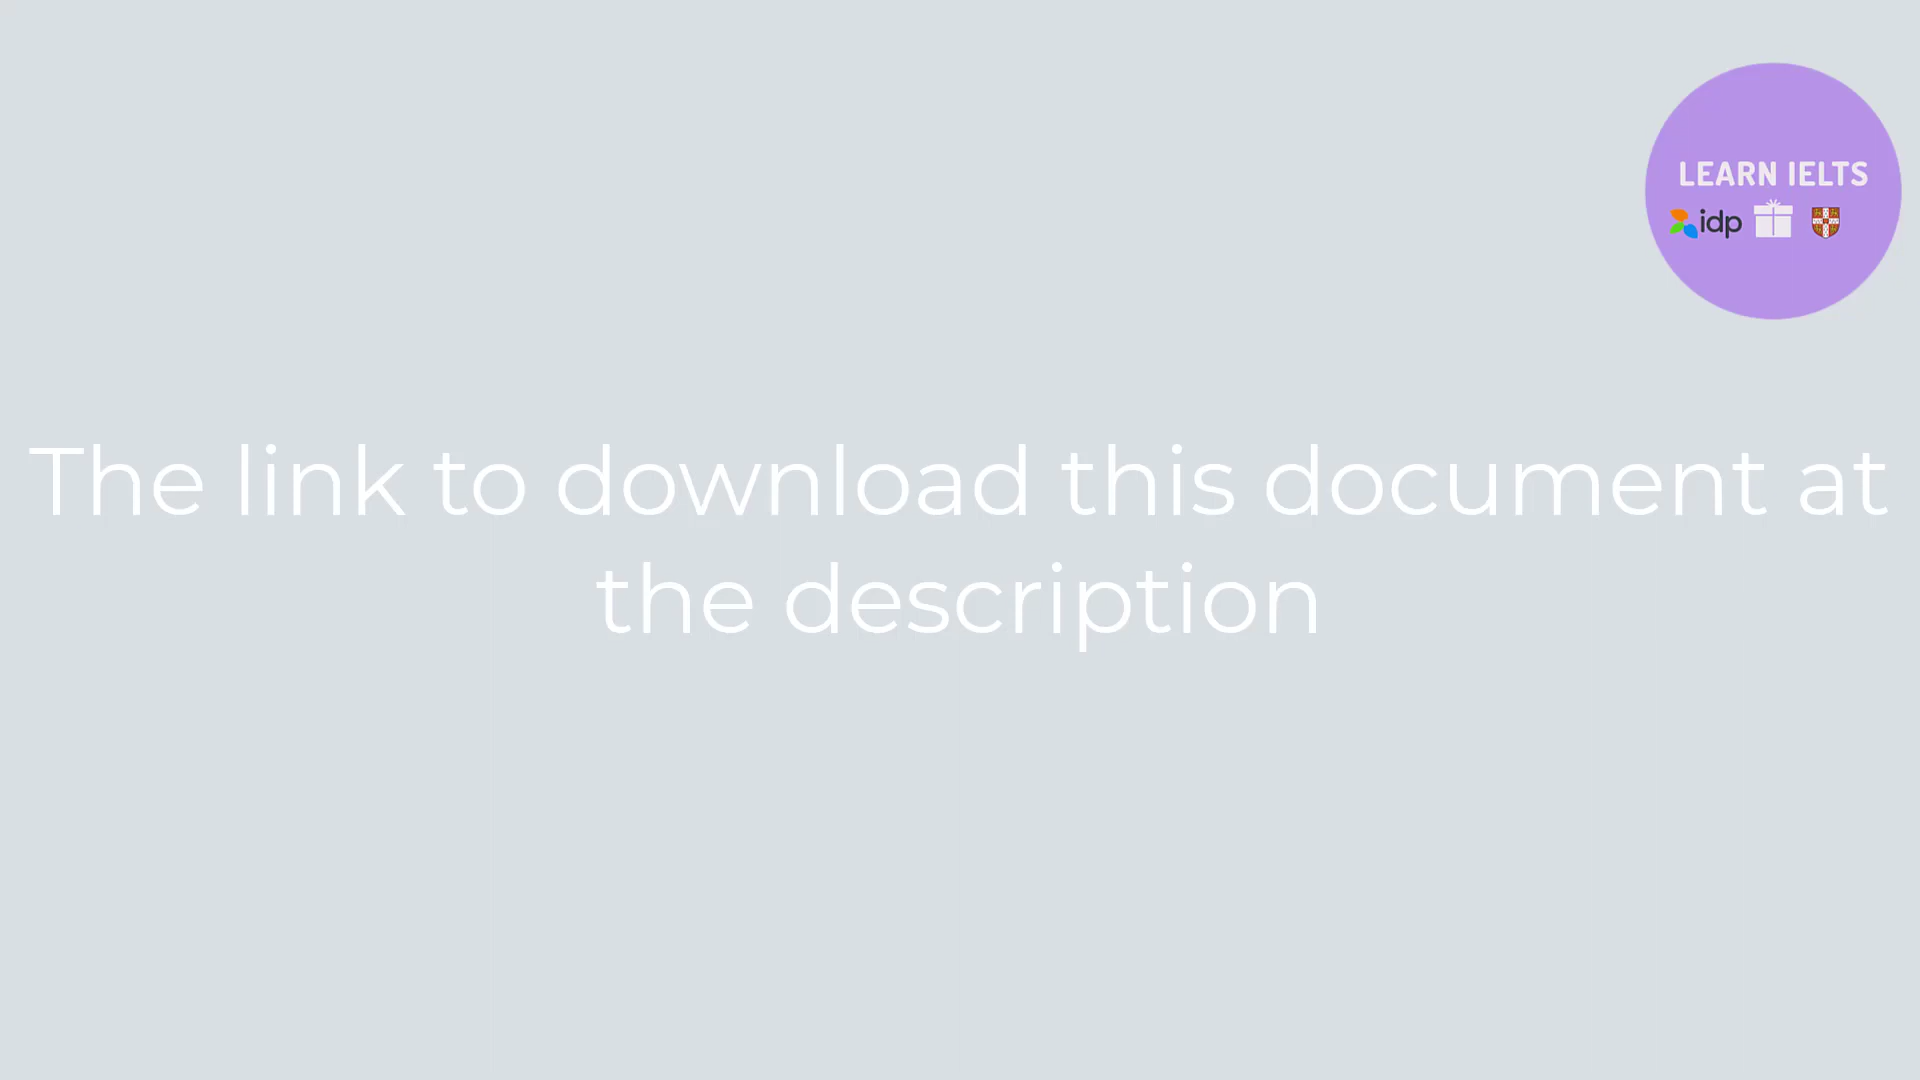 LEARN IELTS
idp
The link to download this document at
the description